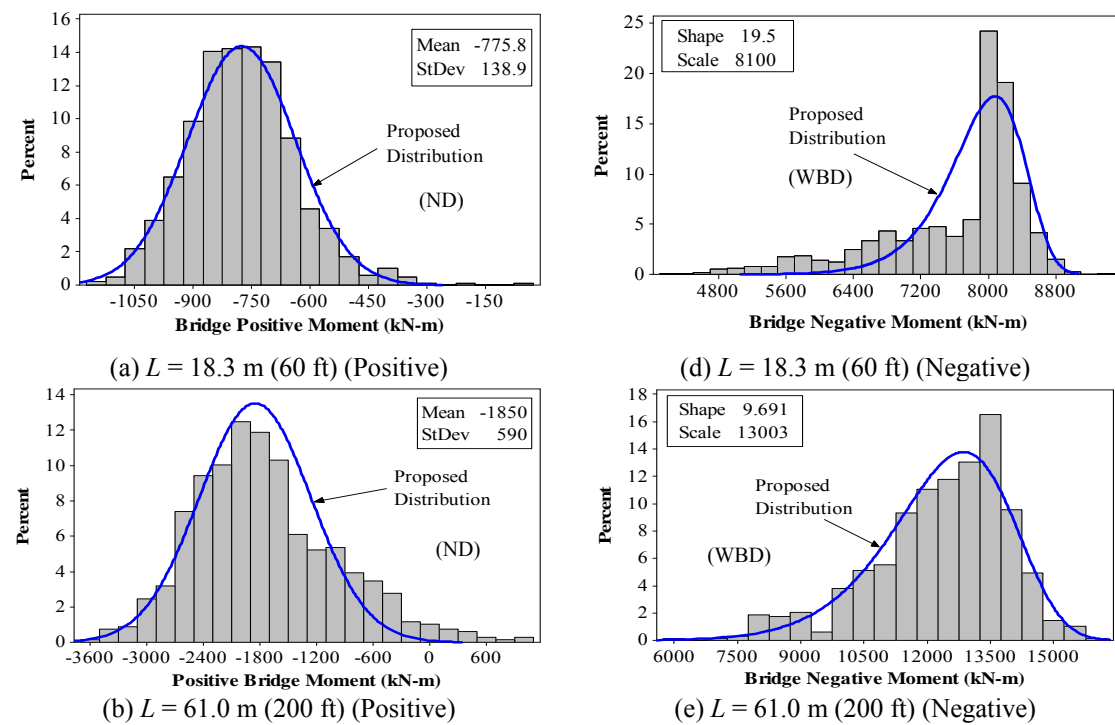 14
12
10
8
6
4
2
0
Percent
Mean -775.8
StDev 138.9
Proposed
Distribution
(ND)
-1050 -900 -750 -600 -450 -300 -150
Bridge Positive Moment (kN-m)
(a) L = 18.3 m (60 ft) (Positive)
25
20
15
10
5
0
Percent
Shape 19.5
Scale 8100
Proposed
Distribution
(WBD)
4800 5600 6400 7200 8000 8800
Bridge Negative Moment (kN-m)
(d) L = 18.3 m (60 ft) (Negative)
14
12
10
8
6
4
2
0
Percent
Mean -1850
StDev 590
Proposed
Distribution
(ND)
-3600 -3000 -2400 -1800 -1200 -600 0 600
Positive Bridge Moment (kN-m)
(b) L = 61.0 m (200 ft) (Positive)
18
16
14
12
10
8
6
4
2
0
Percent
Shape 9.691
Scale 13003
Proposed
Distribution
(WBD)
6000 7500 9000 10500 12000 13500 15000
Bridge Negative Moment (kN-m)
(e) L = 61.0 m (200 ft) (Negative)